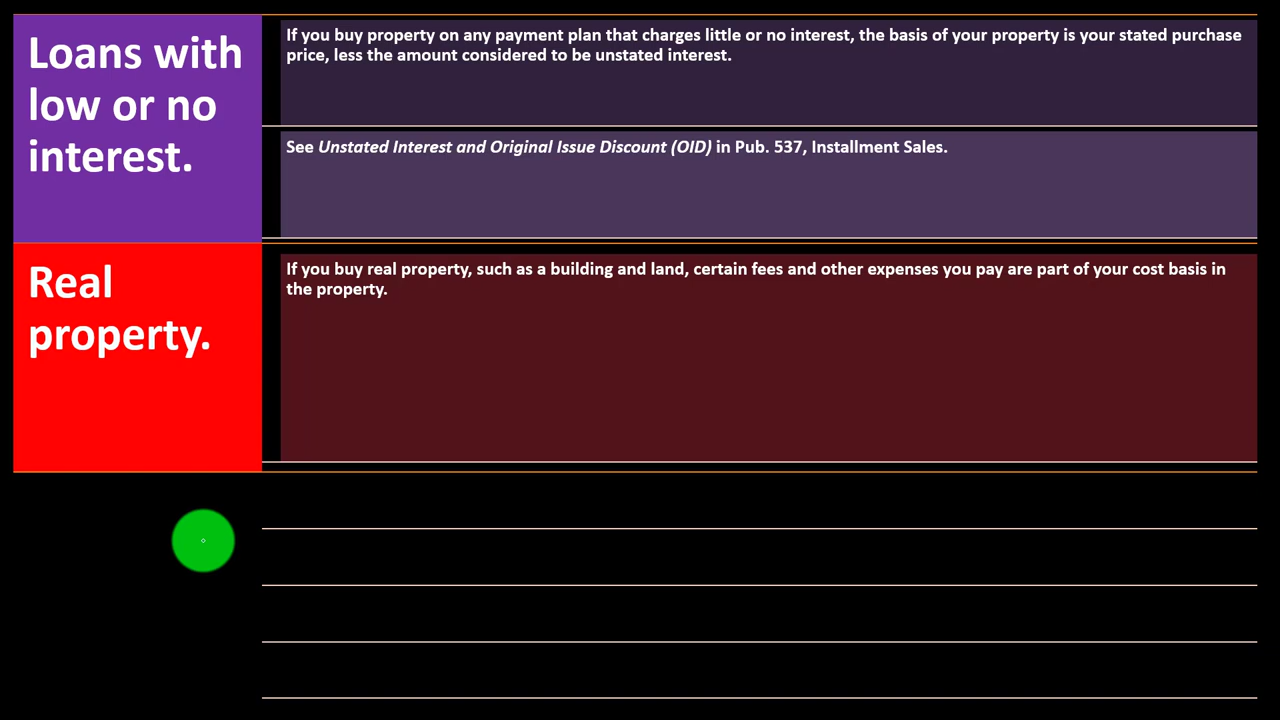 Loans with
low or no
interest.
If you buy property on any payment plan that charges little or no interest, the basis of your property is your stated purchase
price, less the amount considered to be unstated interest.
See Unstated Interest and Original Issue Discount (OID) in Pub. 537, Installment Sales.
Real
property.
If you buy real property, such as a building and land, certain fees and other expenses you pay are part of your cost basis in
the property.